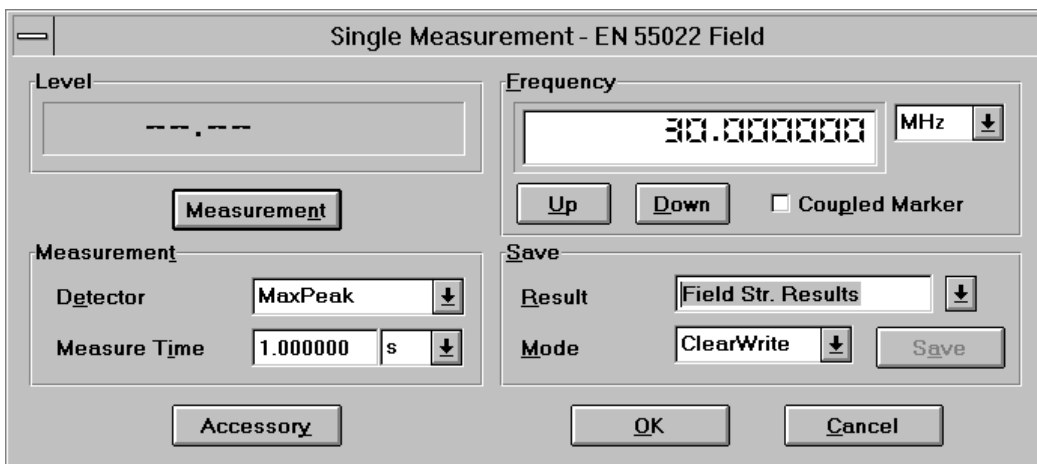 Single Measurement - EN 55022 Field
Level
--.--
Measurement
Frequency
30.000000
MHz
Up
Down
Coupled Marker
Measurement
Detector
MaxPeak
Measure Time
1.000000
s
Save
Result
Field Str. Results
Mode
ClearWrite
Save
Accessory
OK
Cancel